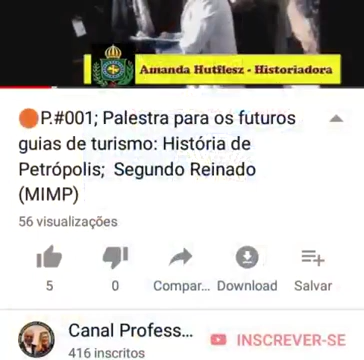 Amanda Hutflesz - Historiadora
P.#001; Palestra para os futuros
guias de turismo: História de
Petrópolis; Segundo Reinado
(MIMP)
56 visualizações
5 0 Compar... Download Salvar
Canal Profess...
416 inscritos
INSCREVER-SE